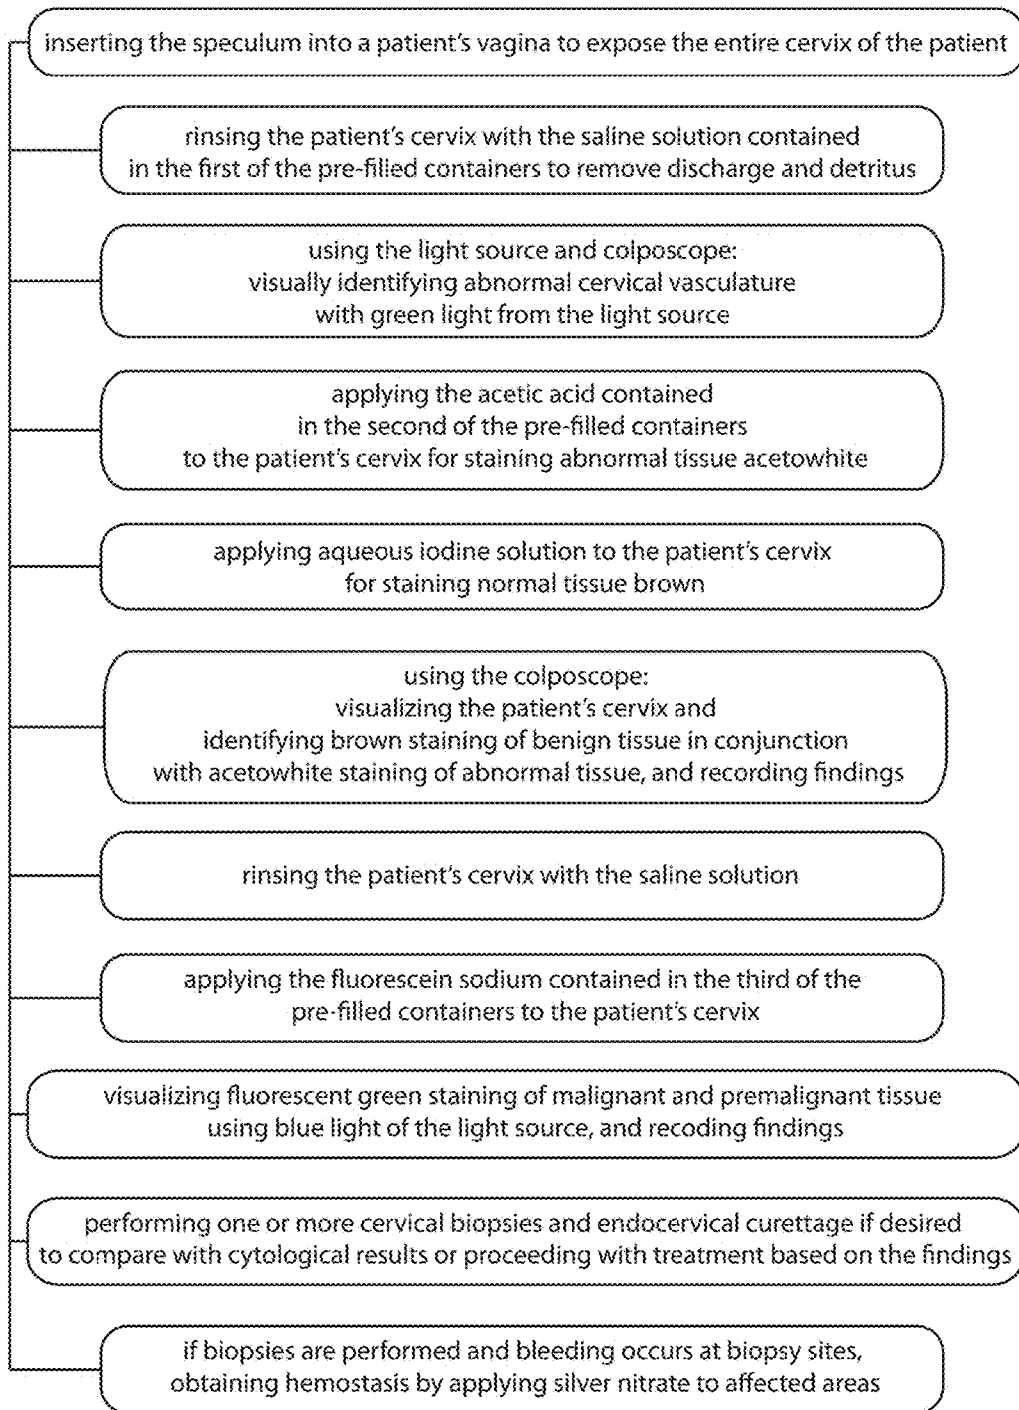 inserting the speculum into a patient's vagina to expose the entire cervix of the patient
rinsing the patient's cervix with the saline solution contained
in the first of the pre-filled containers to remove discharge and detritus
using the light source and colposcope:
visually identifying abnormal cervical vasculature
with green light from the light source
applying the acetic acid contained
in the second of the pre-filled containers
to the patient's cervix for staining abnormal tissue acetowhite
applying aqueous iodine solution to the patient's cervix
for staining normal tissue brown
using the colposcope:
visualizing the patient's cervix and
identifying brown staining of benign tissue in conjunction
with acetowhite staining of abnormal tissue, and recording findings
rinsing the patient's cervix with the saline solution
applying the fluorescein sodium contained in the third of the
pre-filled containers to the patient's cervix
visualizing fluorescent green staining of malignant and premalignant tissue
using blue light of the light source, and recoding findings
performing one or more cervical biopsies and endocervical curettage if desired
to compare with cytological results or proceeding with treatment based on the findings
if biopsies are performed and bleeding occurs at biopsy sites,
obtaining hemostasis by applying silver nitrate to affected areas